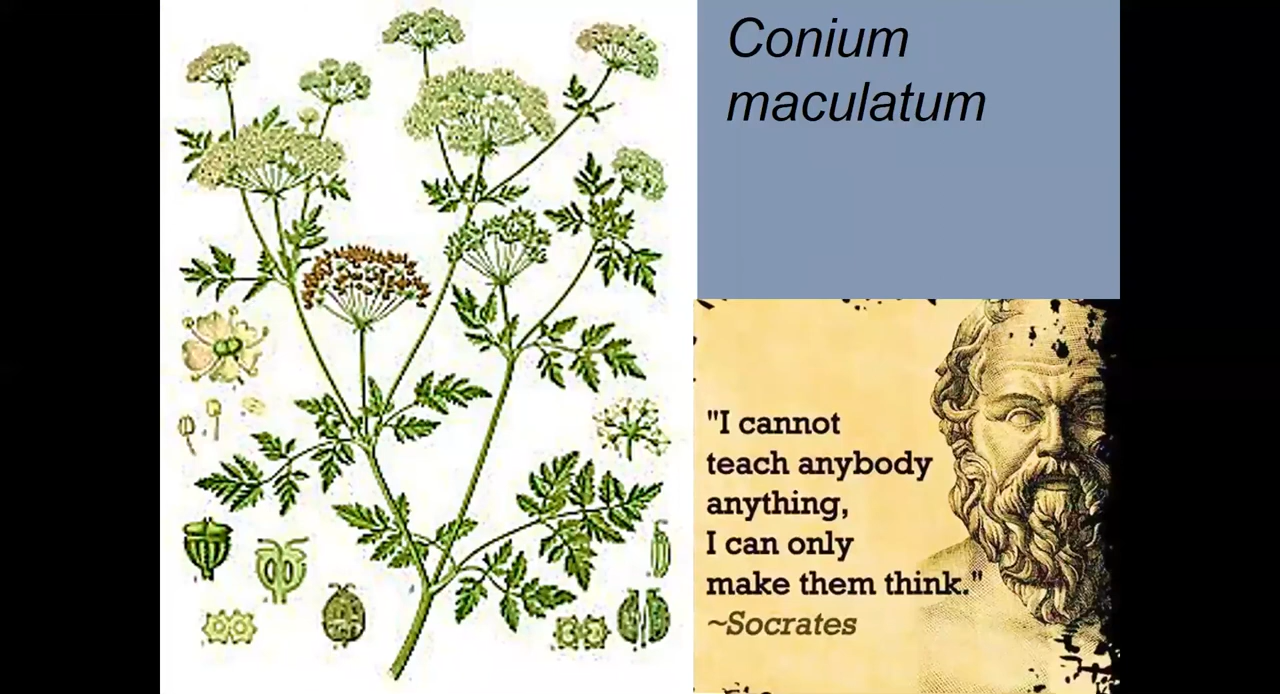 Conium
maculatum
"I cannot
teach anybody
anything,
I can only
make them think."
~Socrates